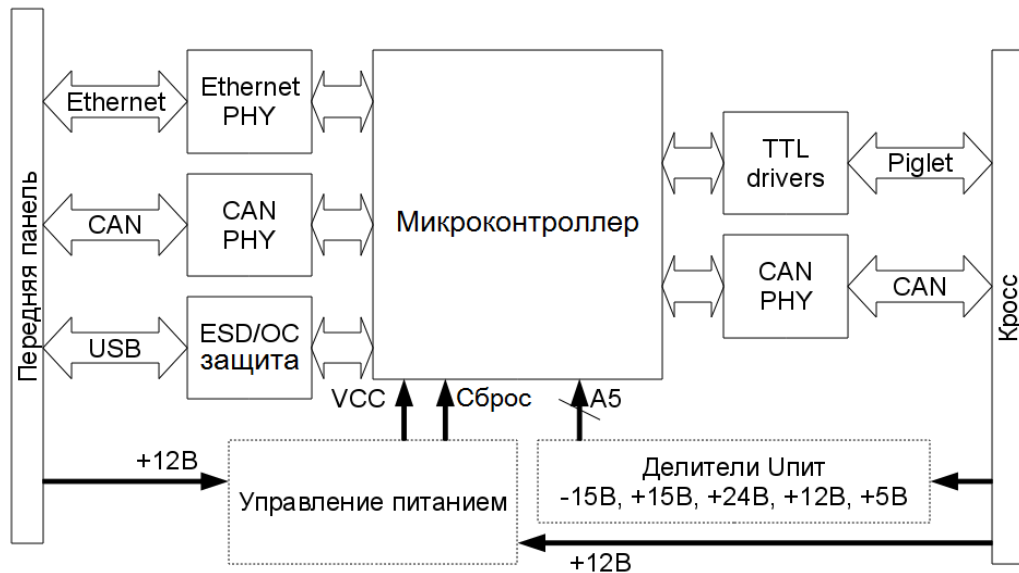 Передняя панель
Ethernet
Ethernet
PHY
CAN
CAN
PHY
USB
ESD/OC
защита
Микроконтроллер
TTL
drivers
Piglet
CAN
PHY
CAN
Кросс
VCC
Сброс
A5
+12В
Управление питанием
Делители Uпит
-15В, +15В, +24В, +12В, +5В
+12В